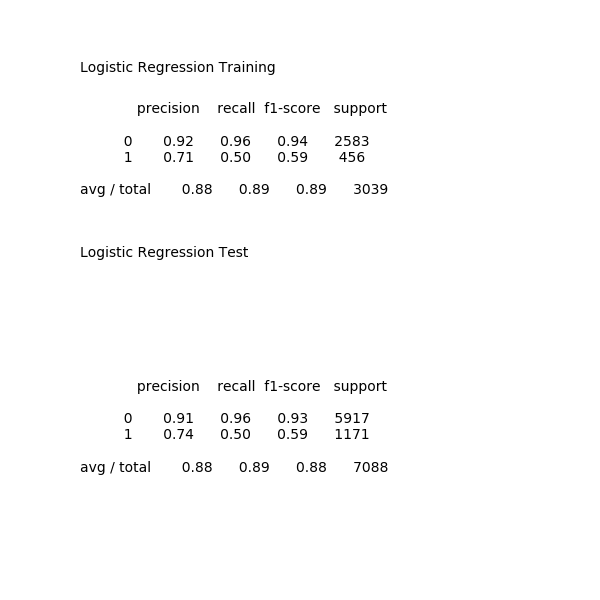 Logistic Regression Training
precision recall f1-score support
0 0.92 0.96 0.94 2583
1 0.71 0.50 0.59 456
avg / total 0.88 0.89 0.89 3039
Logistic Regression Test
precision recall f1-score support
0 0.91 0.96 0.93 5917
1 0.74 0.50 0.59 1171
avg / total 0.88 0.89 0.88 7088